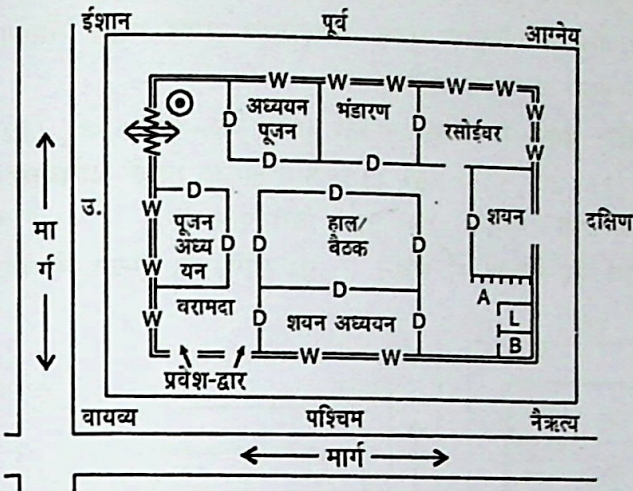 ईशान पूर्व आग्नेय
W W W W W
अध्ययन भंडारण
पूजन रसोईघर
W
D D
W
D D
मार्ग
उ.
D D
W
पूजन
अध्य
यन
D
हाल/
बैठक
D D
D शयन
दक्षिण
W
D
A
वरामदा
W
D शयन अध्ययन D
L
B
W W
प्रवेश-द्वार
वायव्य पश्चिम नैऋत्य
मार्ग